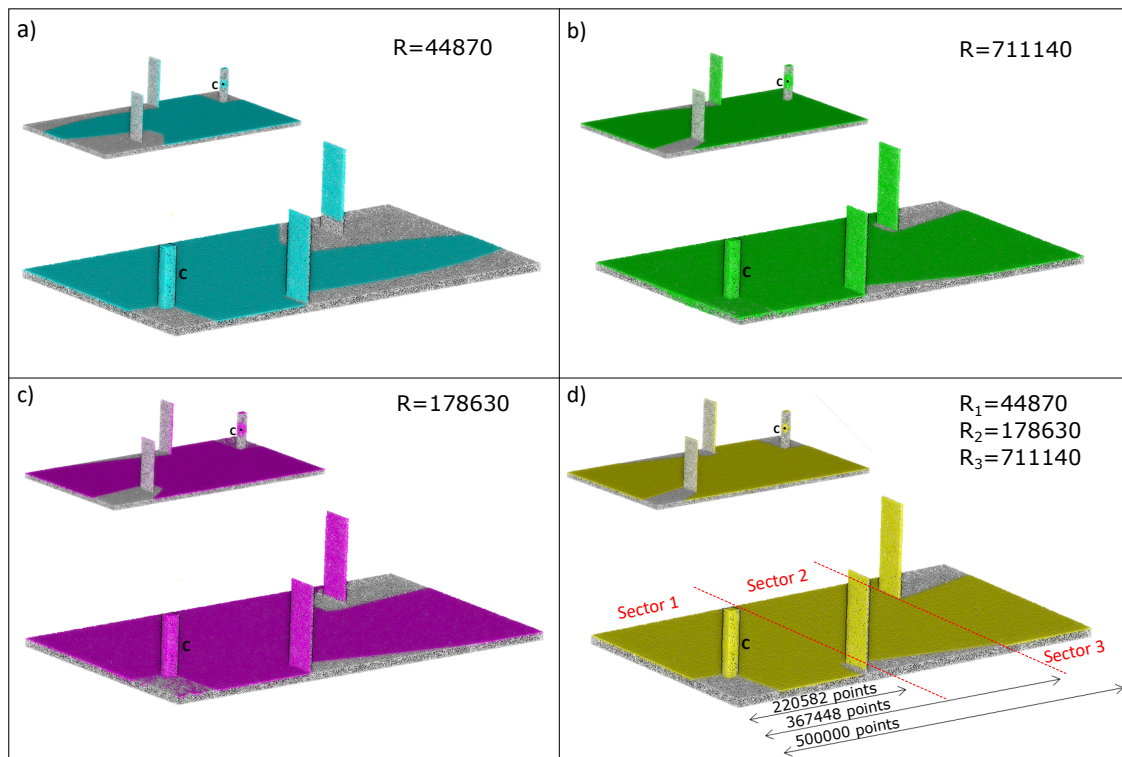 a)
R=44870
C
C
b)
R=711140
C
C
c)
R=178630
C
C
d)
R₁=44870
R₂=178630
R₃=711140
C
Sector 2
Sector 1
C
Sector 3
220582 points
367448 points
500000 points